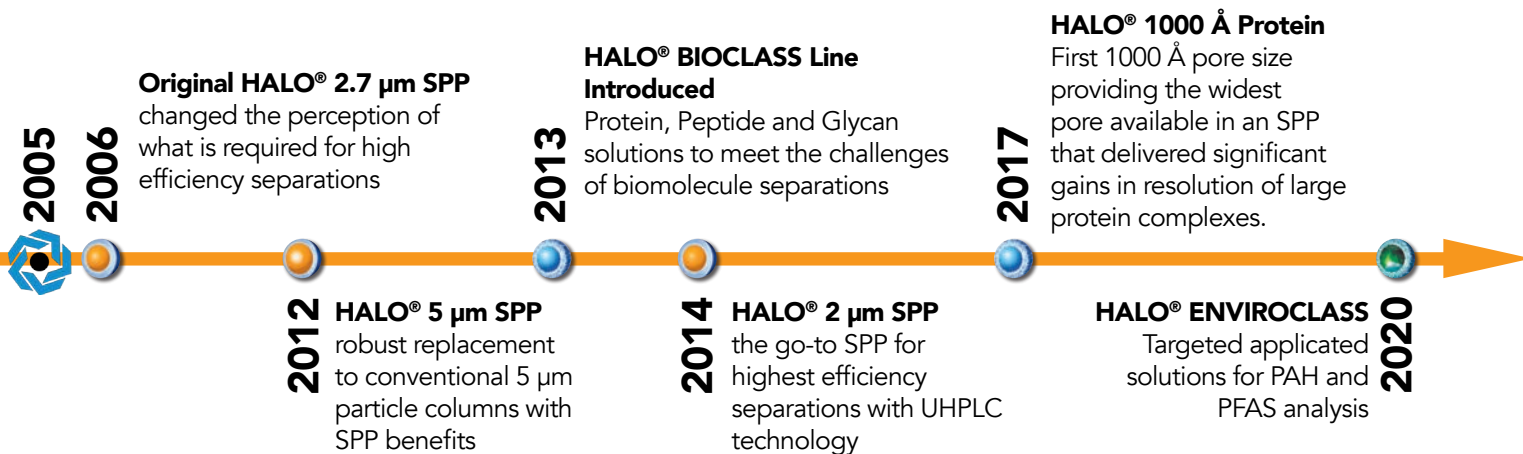 2005
2006
Original HALO® 2.7 µm SPP
changed the perception of
what is required for high
efficiency separations
2012
HALO® 5 µm SPP
robust replacement
to conventional 5 µm
particle columns with
SPP benefits
2013
HALO® BIOCLASS Line
Introduced
Protein, Peptide and Glycan
solutions to meet the challenges
of biomolecule separations
2014
HALO® 2 µm SPP
the go-to SPP for
highest efficiency
separations with UHPLC
technology
2017
HALO® 1000 Å Protein
First 1000 Å pore size
providing the widest
pore available in an SPP
that delivered significant
gains in resolution of large
protein complexes.
2020
HALO® ENVIROCLASS
Targeted applicated
solutions for PAH and
PFAS analysis